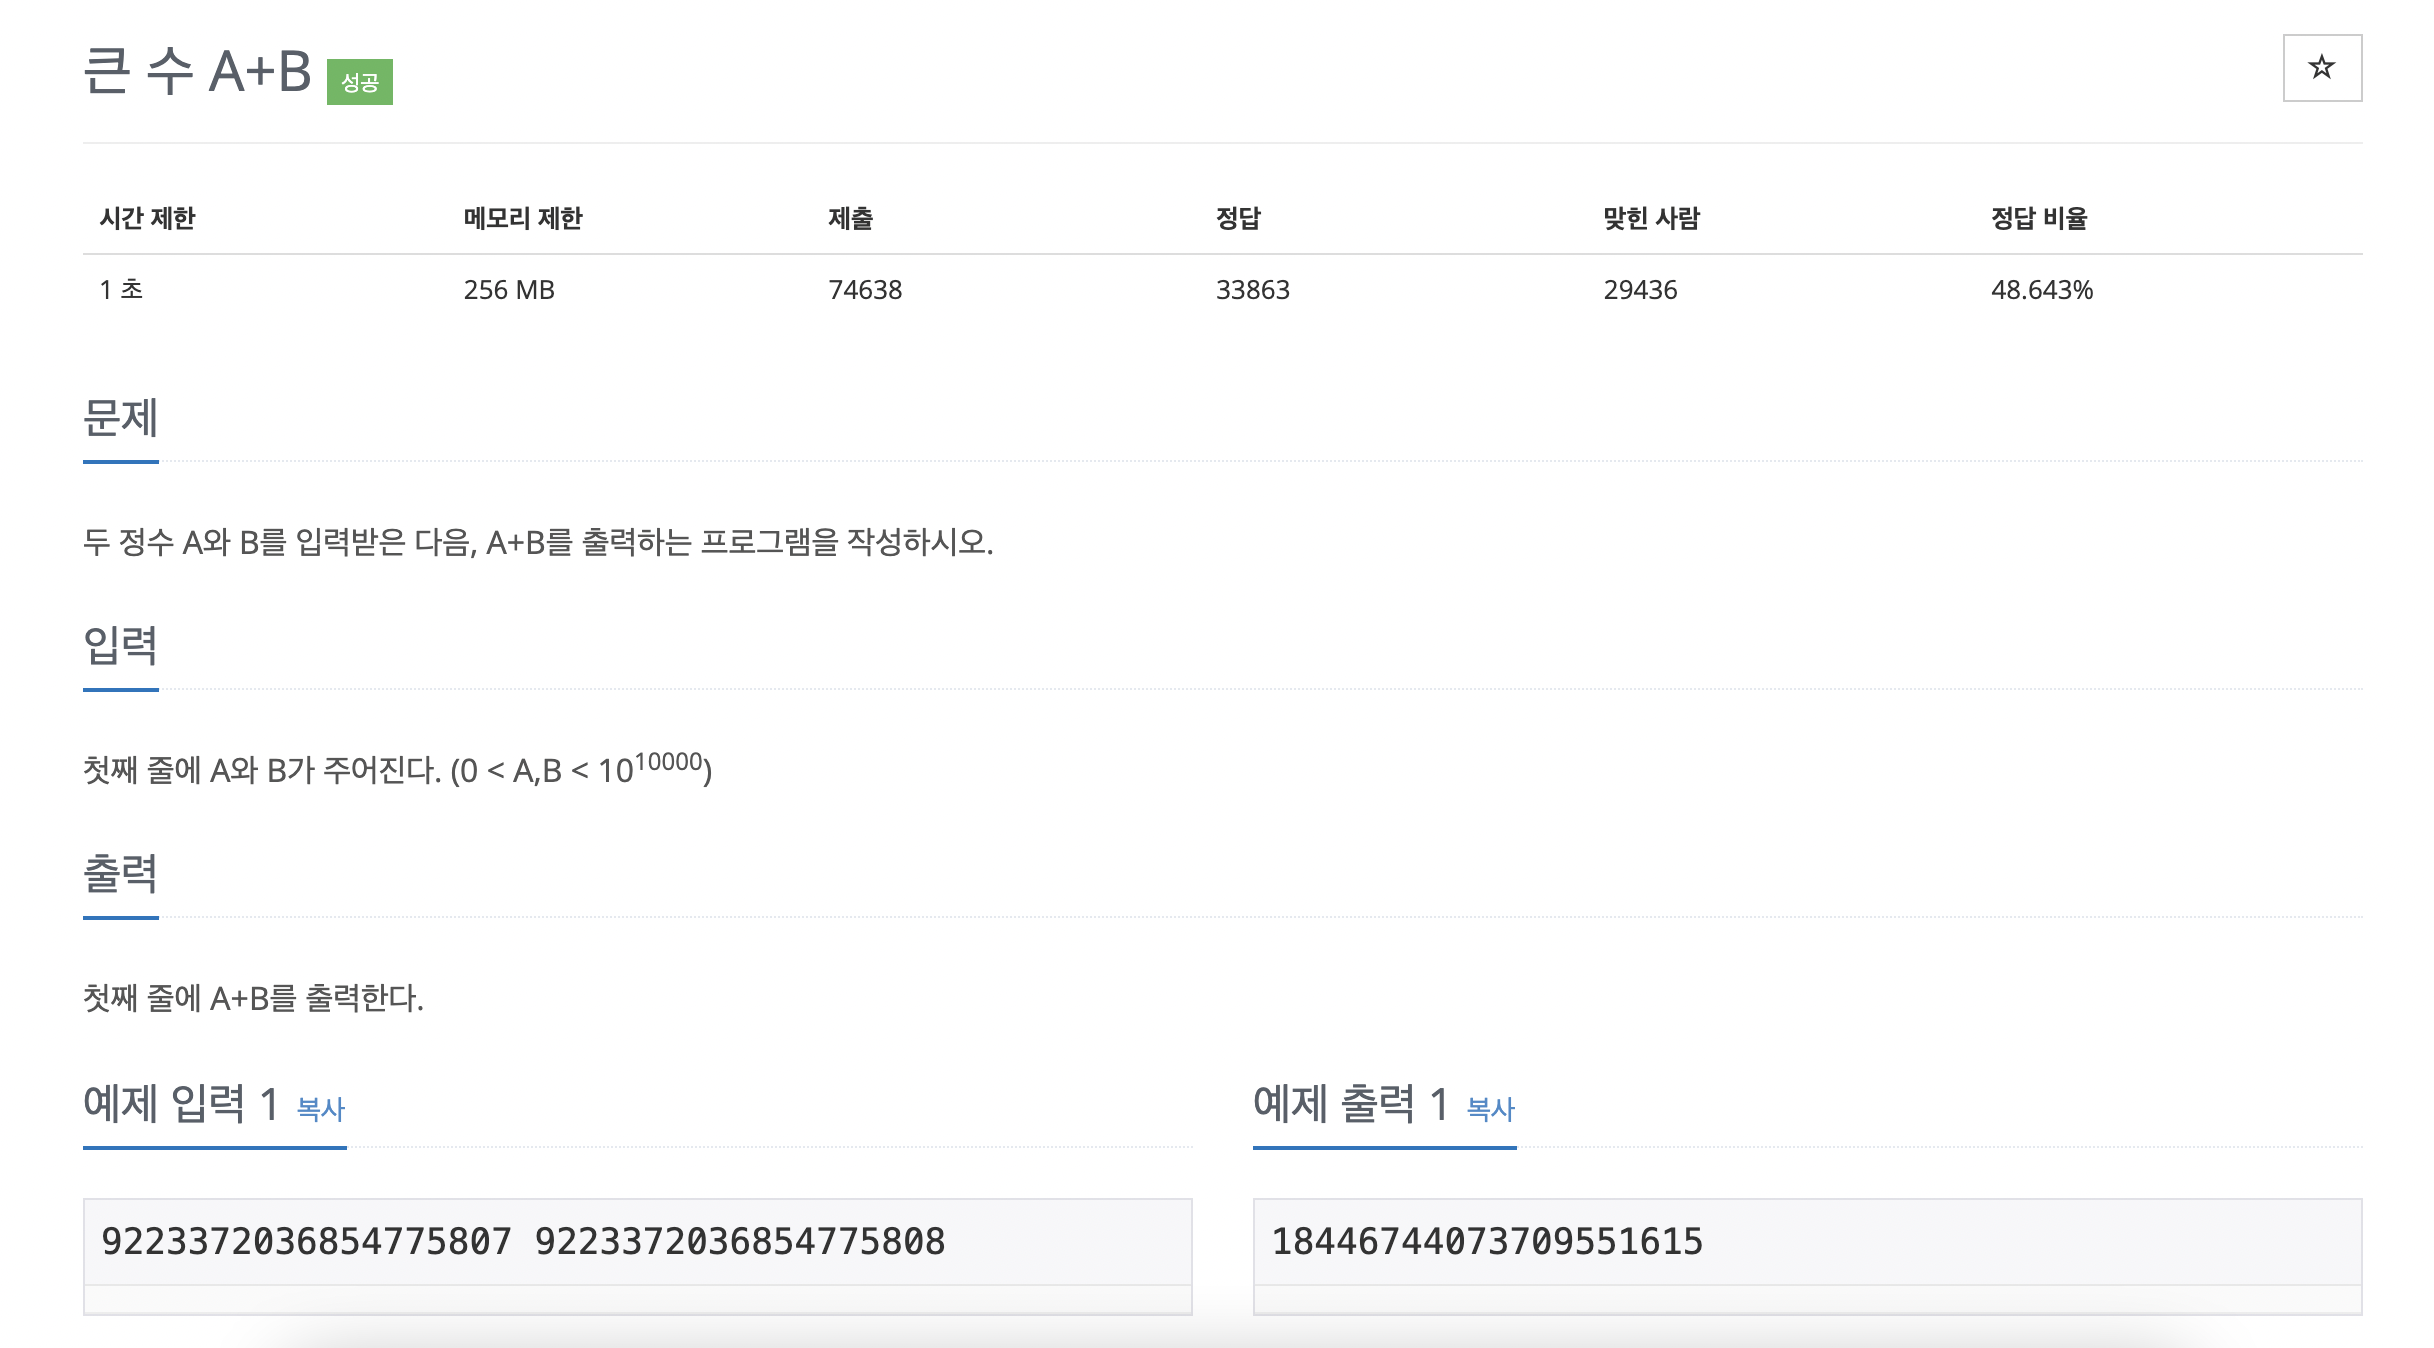 큰 수 A+B 성공
☆
시간 제한 메모리 제한 제출 정답 맞힌 사람 정답 비율
1 초 256 MB 74638 33863 29436 48.643%
문제
두 정수 A와 B를 입력받은 다음, A+B를 출력하는 프로그램을 작성하시오.
입력
첫째 줄에 A와 B가 주어진다. (0 < A,B < 10^10000)
출력
첫째 줄에 A+B를 출력한다.
예제 입력 1 복사
9223372036854775807 9223372036854775808
예제 출력 1 복사
18446744073709551615